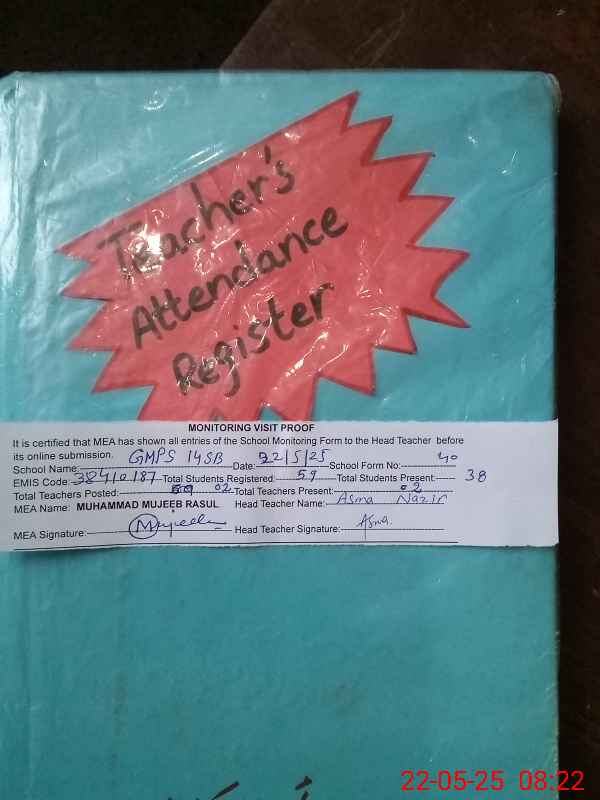 Teacher's
Attendance
Register
MONITORING VISIT PROOF
It is certified that MEA has shown all entries of the School Monitoring Form to the Head Teacher before
its online submission.
School Name: GMPS 14SB Date: 22/5/25 School Form No: 40
EMIS Code: 38410187 Total Students Registered: 59 Total Students Present: 38
Total Teachers Posted: 02 Total Teachers Present: 02
MEA Name: MUHAMMAD MUJEEB RASUL Head Teacher Name: Asma Nazir
MEA Signature: Mujeeb Head Teacher Signature: Asma.
22-05-25 08:22